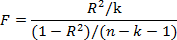 F = R²/k / (1 − R²)/(n − k − 1)